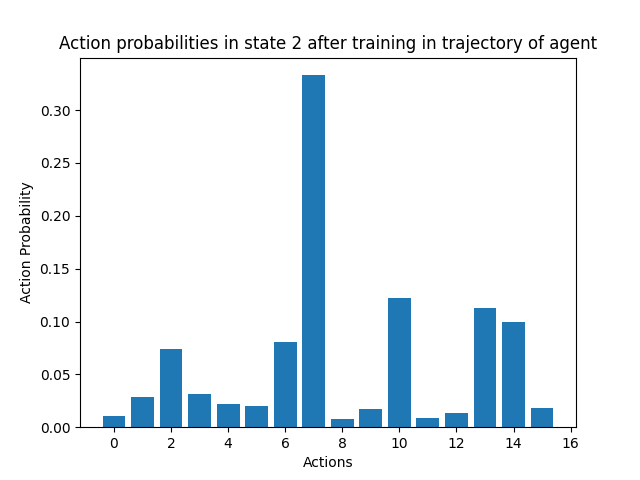 Action probabilities in state 2 after training in trajectory of agent
Action Probability
0.30
0.25
0.20
0.15
0.10
0.05
0.00
0 2 4 6 8 10 12 14 16
Actions